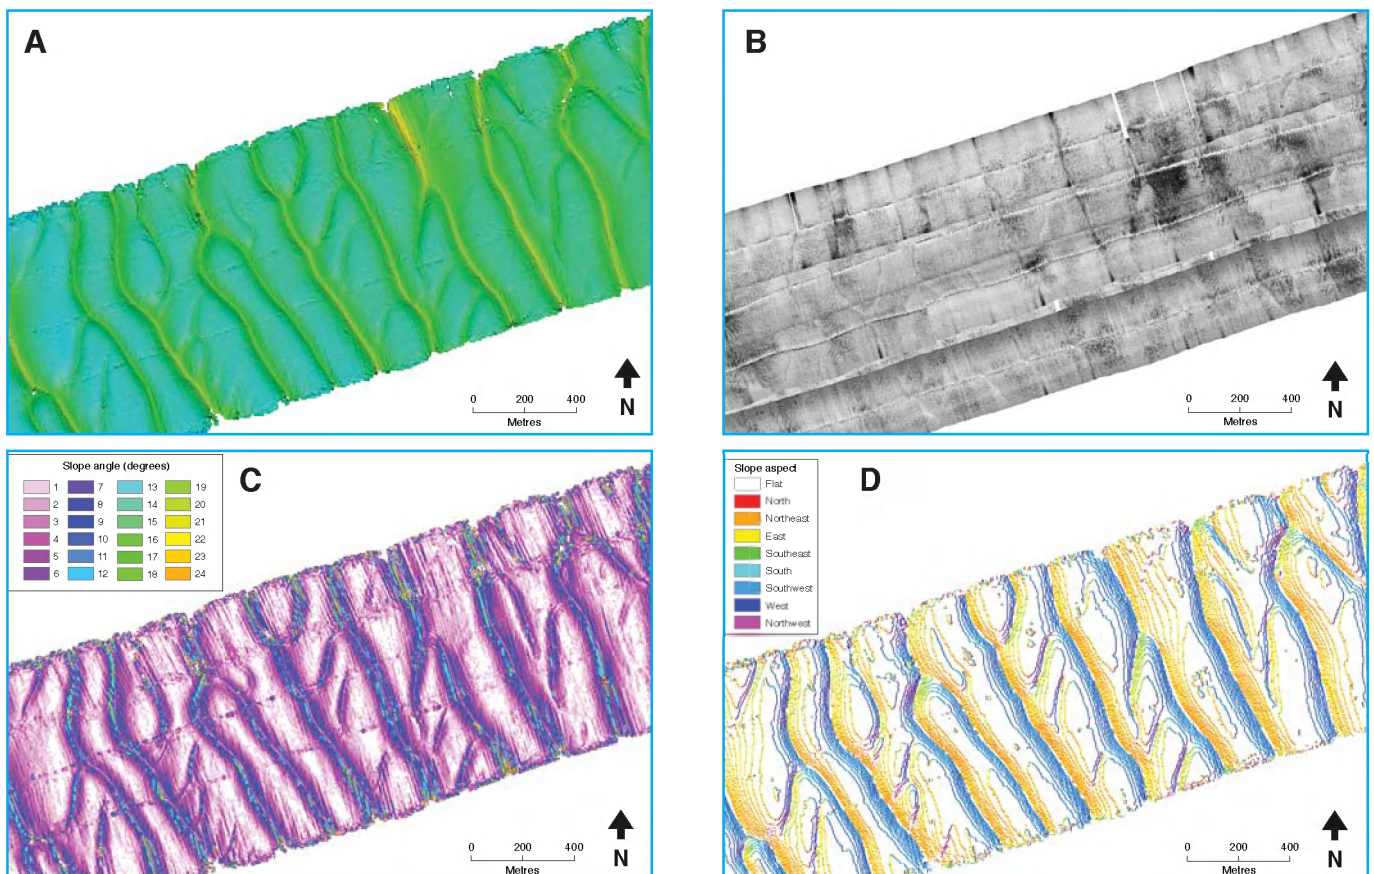 A
0 200 400
Metres
N
B
0 200 400
Metres
N
Slope angle (degrees)
1 7 13 19
2 8 14 20
3 9 15 21
4 10 16 22
5 11 17 23
6 12 18 24
C
0 200 400
Metres
N
Slope aspect
Flat
North
Northeast
East
Southeast
South
Southwest
West
Northwest
D
0 200 400
Metres
N